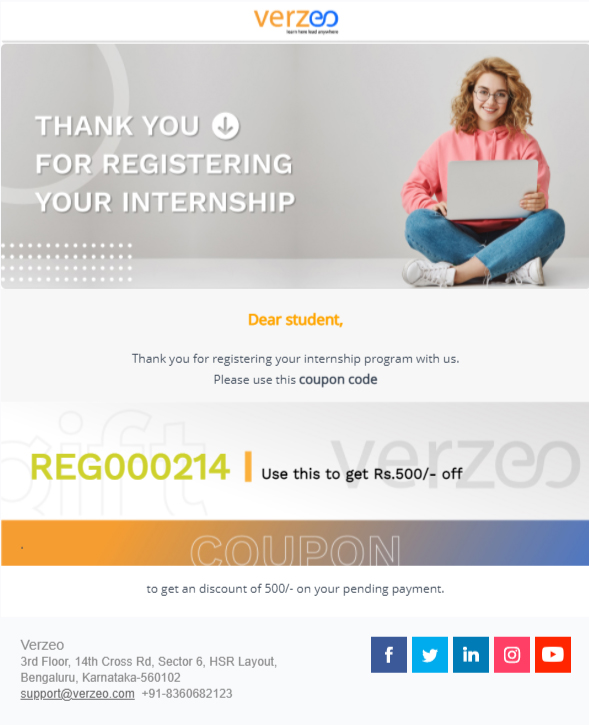 verzeo
learn here lead anywhere
THANK YOU
FOR REGISTERING
YOUR INTERNSHIP
Dear student,
Thank you for registering your internship program with us.
Please use this coupon code
gift
verzeo
REG000214 | Use this to get Rs.500/- off
.
COUPON
to get an discount of 500/- on your pending payment.
Verzeo
3rd Floor, 14th Cross Rd, Sector 6, HSR Layout,
Bengaluru, Karnataka-560102
support@verzeo.com +91-8360682123
f in